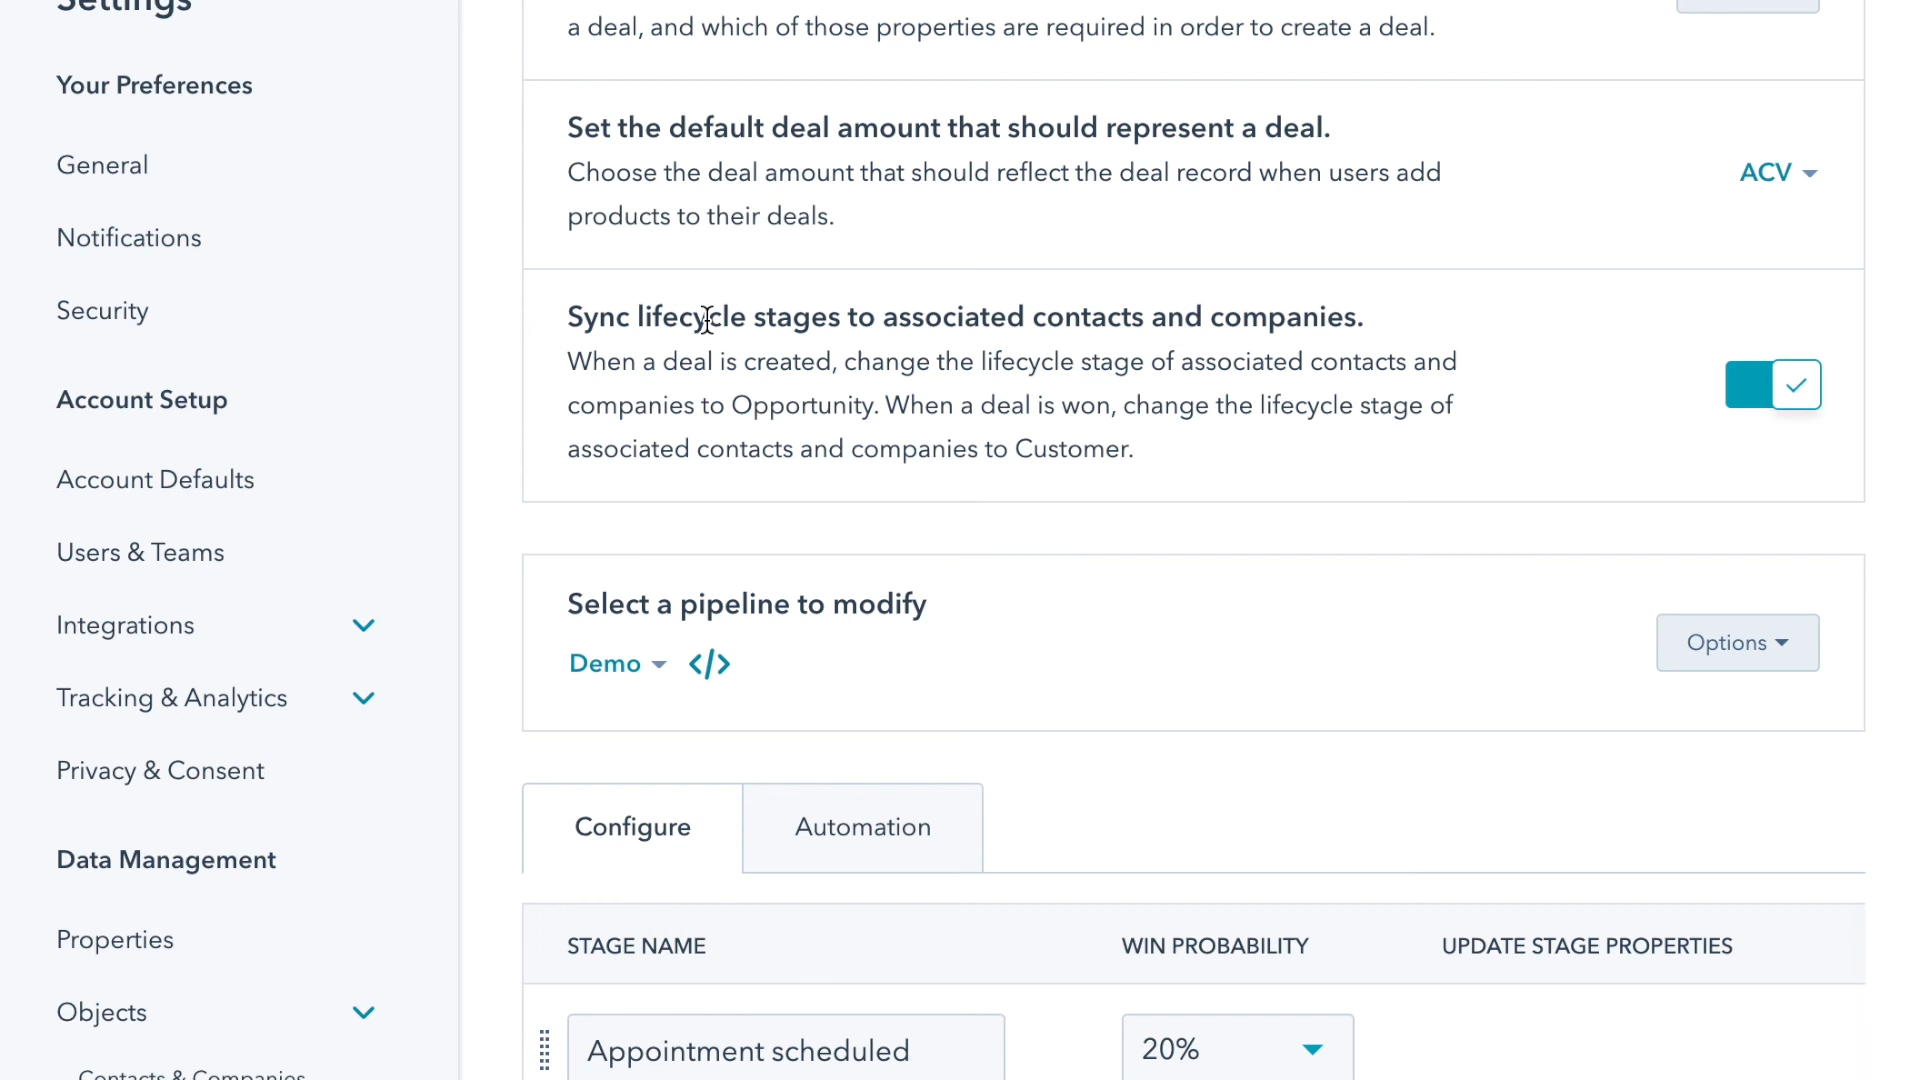 Settings
Your Preferences
General
Notifications
Security
Account Setup
Account Defaults
Users & Teams
Integrations
Tracking & Analytics
Privacy & Consent
Data Management
Properties
Objects
Contacts & Companies
a deal, and which of those properties are required in order to create a deal.
Set the default deal amount that should represent a deal.
Choose the deal amount that should reflect the deal record when users add
products to their deals.
ACV
Sync lifecycle stages to associated contacts and companies.
When a deal is created, change the lifecycle stage of associated contacts and
companies to Opportunity. When a deal is won, change the lifecycle stage of
associated contacts and companies to Customer.
Select a pipeline to modify
Demo </>
Options
Configure Automation
STAGE NAME WIN PROBABILITY UPDATE STAGE PROPERTIES
Appointment scheduled 20%